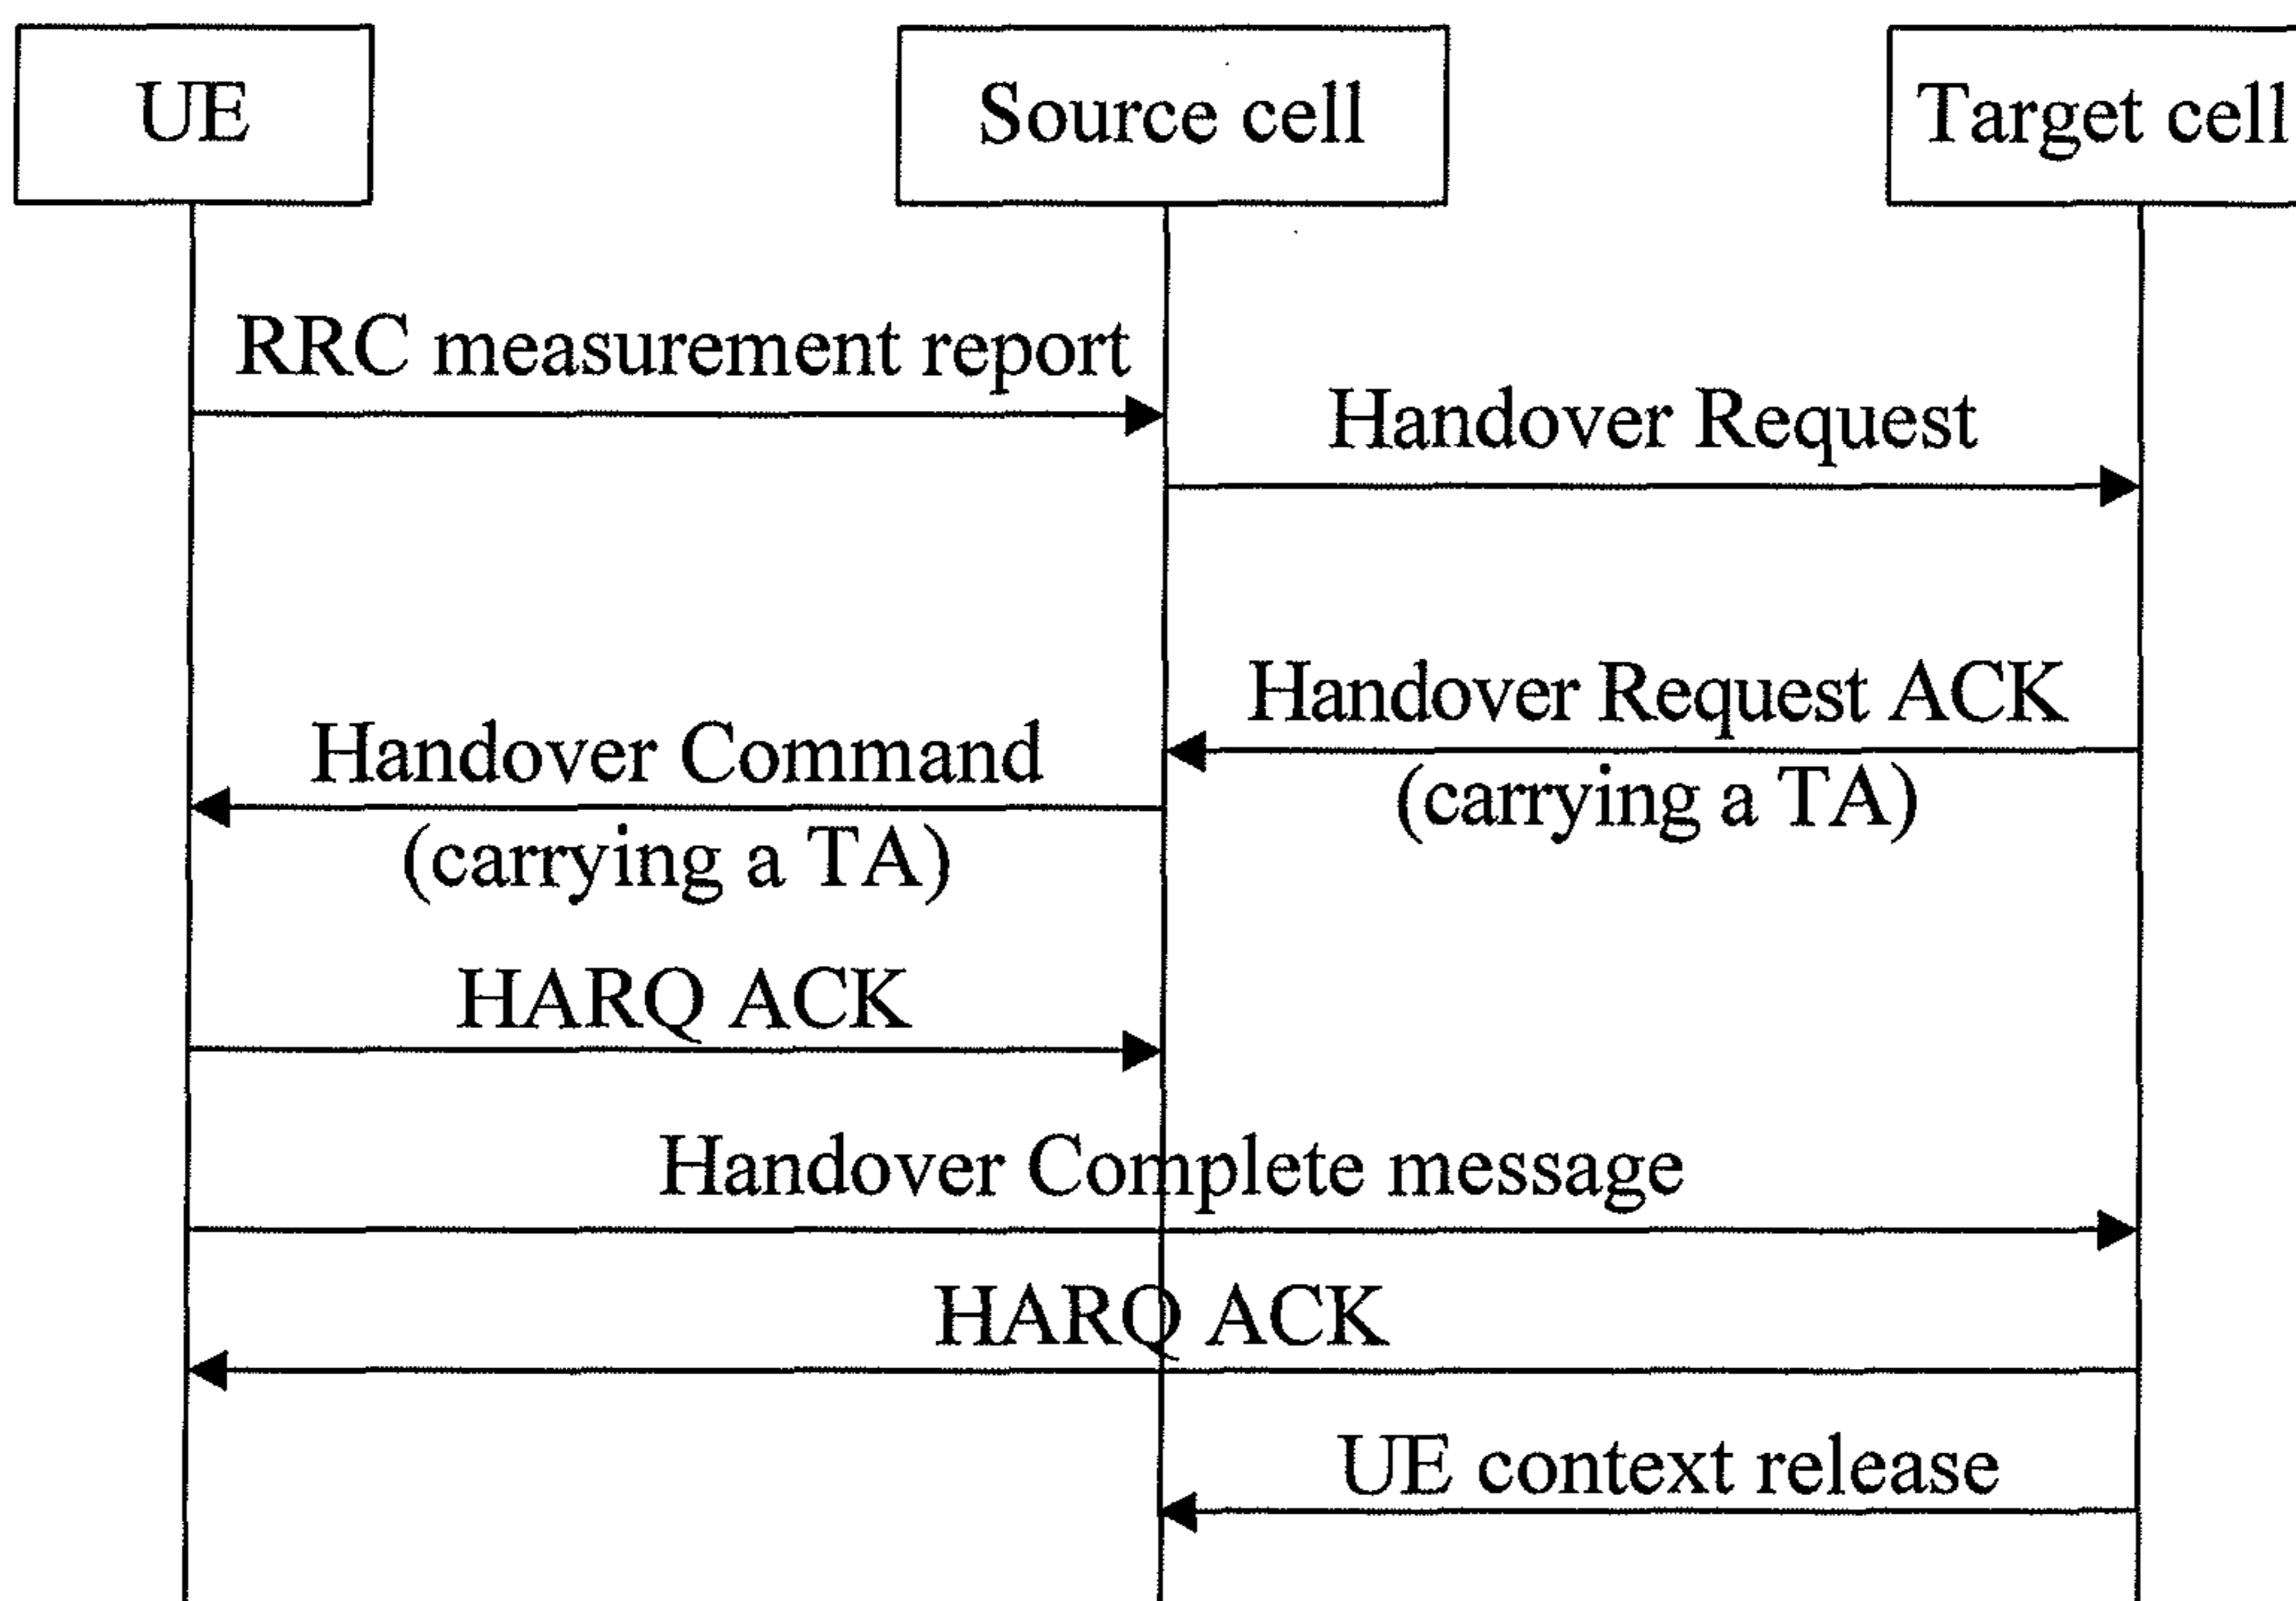 UE
Source cell
Target cell
RRC measurement report
Handover Request
Handover Request ACK
(carrying a TA)
Handover Command
(carrying a TA)
HARQ ACK
Handover Complete message
HARQ ACK
UE context release